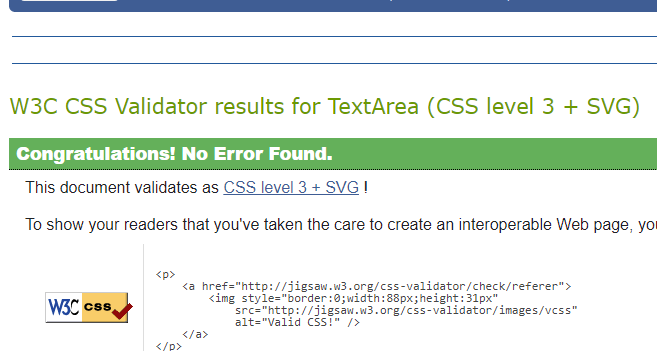 W3C CSS Validator results for TextArea (CSS level 3 + SVG)
Congratulations! No Error Found.
This document validates as CSS level 3 + SVG !
To show your readers that you've taken the care to create an interoperable Web page, you
<p>
<a href="http://jigsaw.w3.org/css-validator/check/referer">
<img style="border:0;width:88px;height:31px"
src="http://jigsaw.w3.org/css-validator/images/vcss"
alt="Valid CSS!" />
</a>
</p>
W3C css